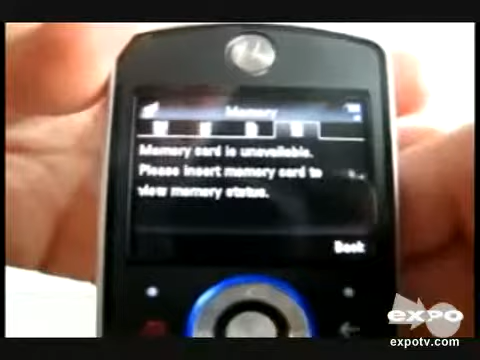 Memory
Memory card is unavailable.
Please insert memory card to
view memory status.
Back
expo
expotv.com